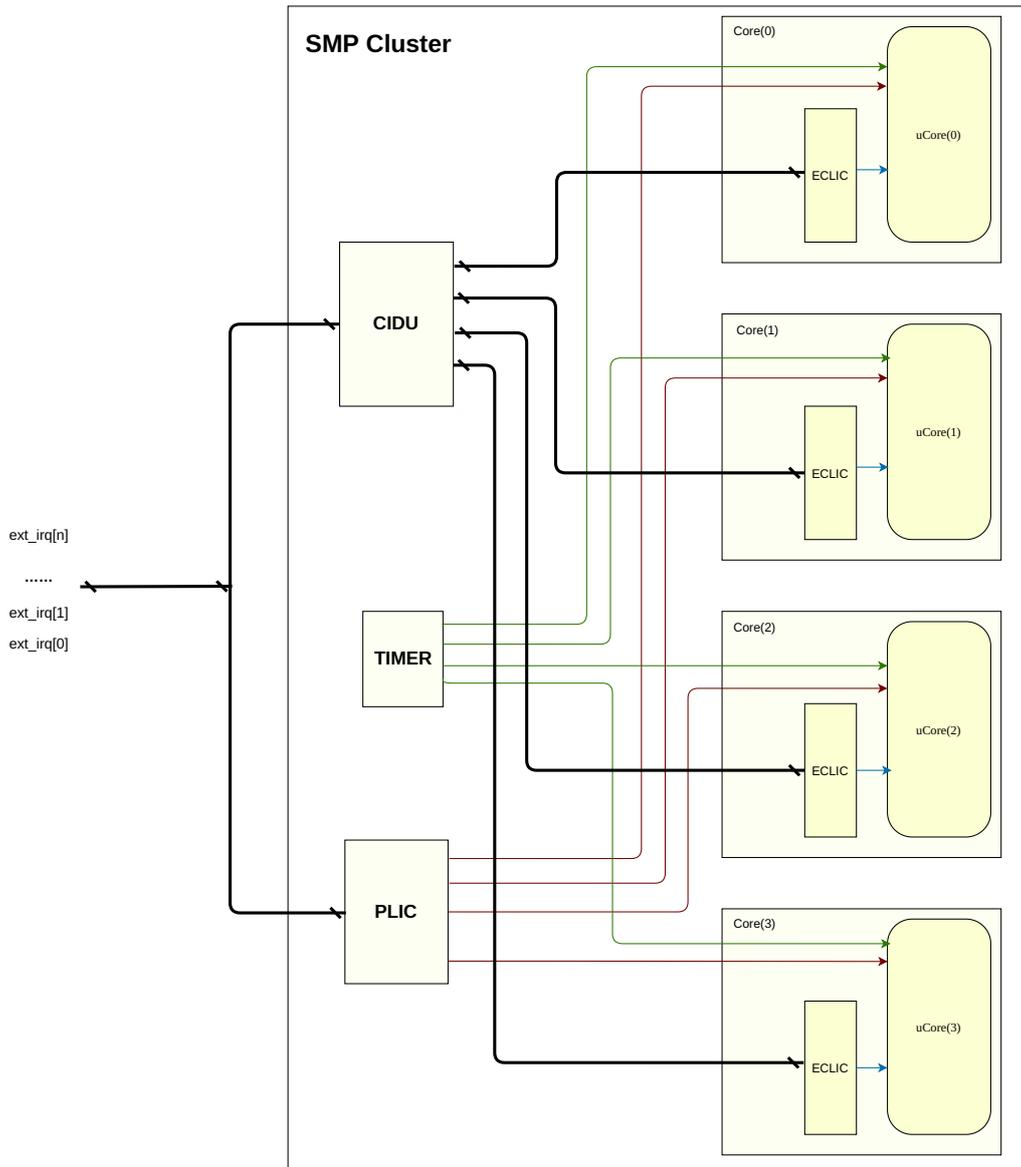 SMP Cluster
Core(0)
uCore(0)
ECLIC
CIDU
Core(1)
uCore(1)
ECLIC
ext_irq[n]
......
ext_irq[1]
ext_irq[0]
TIMER
Core(2)
uCore(2)
ECLIC
PLIC
Core(3)
uCore(3)
ECLIC